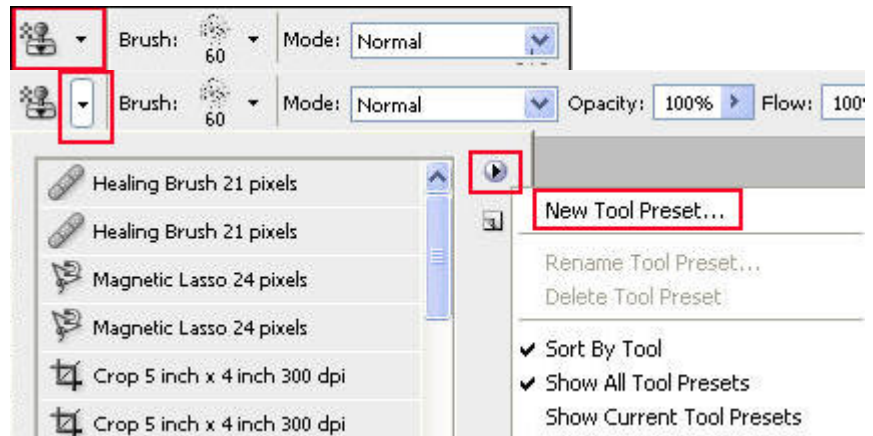 Brush: 60 Mode: Normal
Brush: 60 Mode: Normal Opacity: 100% Flow: 100%
Healing Brush 21 pixels
Healing Brush 21 pixels
Magnetic Lasso 24 pixels
Magnetic Lasso 24 pixels
Crop 5 inch x 4 inch 300 dpi
Crop 5 inch x 4 inch 300 dpi
New Tool Preset...
Rename Tool Preset...
Delete Tool Preset
Sort By Tool
Show All Tool Presets
Show Current Tool Presets